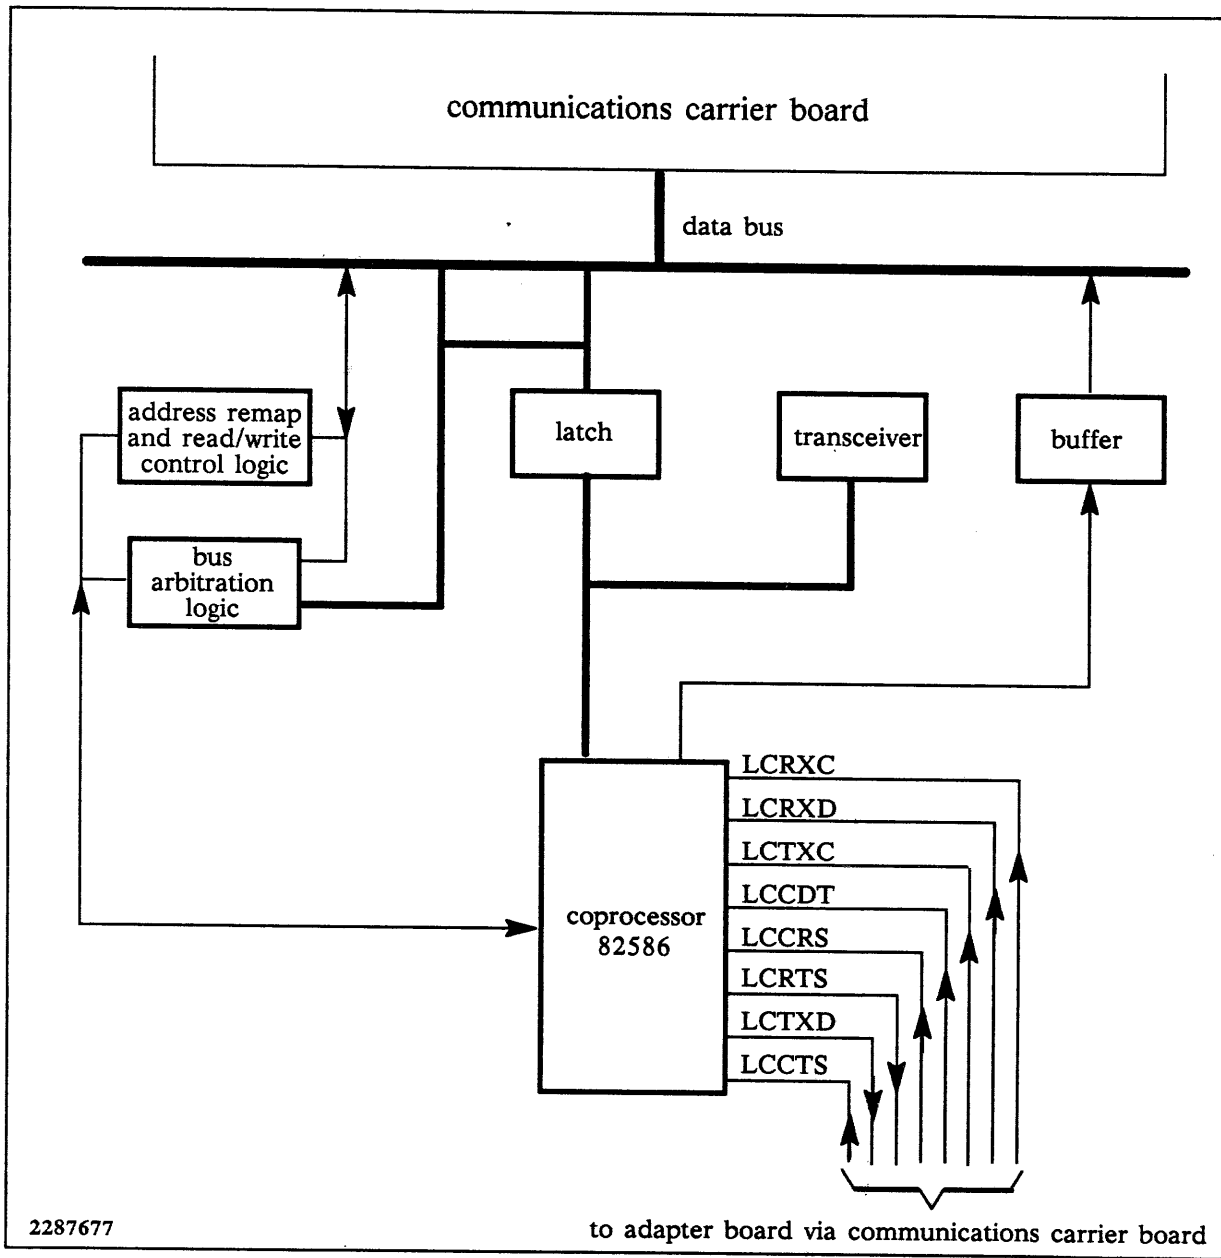 communications carrier board
data bus
address remap
and read/write
control logic
latch
transceiver
buffer
bus
arbitration
logic
LCRXC
LCRXD
LCTXC
LCCDT
coprocessor
82586
LCCRS
LCRTS
LCTXD
LCCTS
2287677
to adapter board via communications carrier board